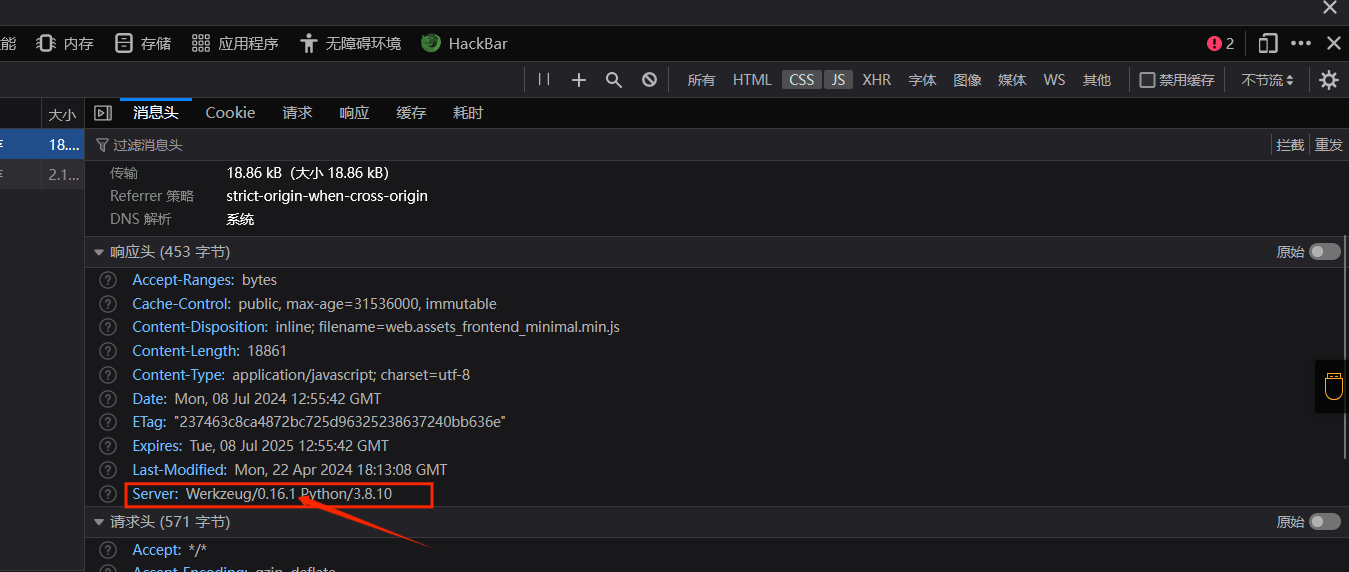 能 内存 存储 应用程序 无障碍环境 HackBar 2
所有 HTML CSS JS XHR 字体 图像 媒体 WS 其他 禁用缓存 不节流
大小 消息头 Cookie 请求 响应 缓存 耗时
18.... 过滤消息头 拦截 重发
2.1... 传输 18.86 kB（大小 18.86 kB）
Referrer 策略 strict-origin-when-cross-origin
DNS 解析 系统
响应头 (453 字节) 原始
Accept-Ranges: bytes
Cache-Control: public, max-age=31536000, immutable
Content-Disposition: inline; filename=web.assets_frontend_minimal.min.js
Content-Length: 18861
Content-Type: application/javascript; charset=utf-8
Date: Mon, 08 Jul 2024 12:55:42 GMT
ETag: "237463c8ca4872bc725d96325238637240bb636e"
Expires: Tue, 08 Jul 2025 12:55:42 GMT
Last-Modified: Mon, 22 Apr 2024 18:13:08 GMT
Server: Werkzeug/0.16.1 Python/3.8.10
请求头 (571 字节) 原始
Accept: */*
Accept-Encoding: gzip, deflate